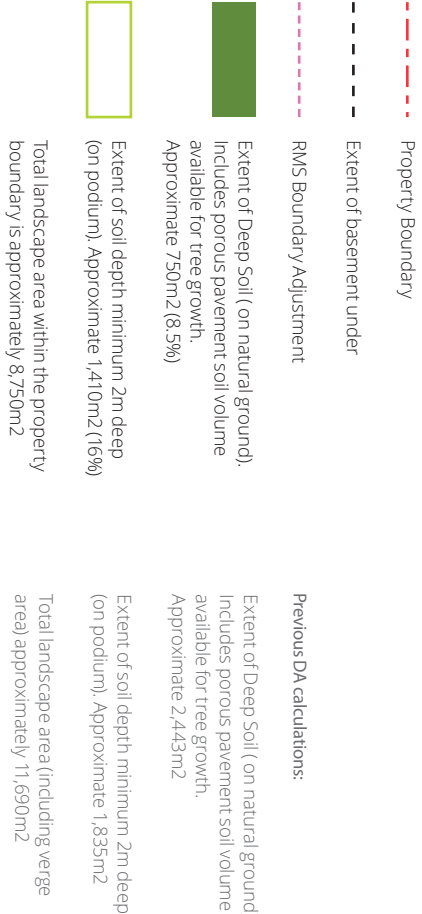 Property Boundary
Extent of basement under
RMS Boundary Adjustment
Extent of Deep Soil ( on natural ground).
Includes porous pavement soil volume
available for tree growth.
Approximate 750m2 (8.5%)
Extent of soil depth minimum 2m deep
(on podium). Approximate 1,410m2 (16%)
Total landscape area within the property
boundary is approximately 8,750m2
Previous DA calculations:
Extent of Deep Soil ( on natural ground
Includes porous pavement soil volume
available for tree growth.
Approximate 2,443m2
Extent of soil depth minimum 2m deep
(on podium). Approximate 1,835m2
Total landscape area (including verge
area) approximately 11,690m2